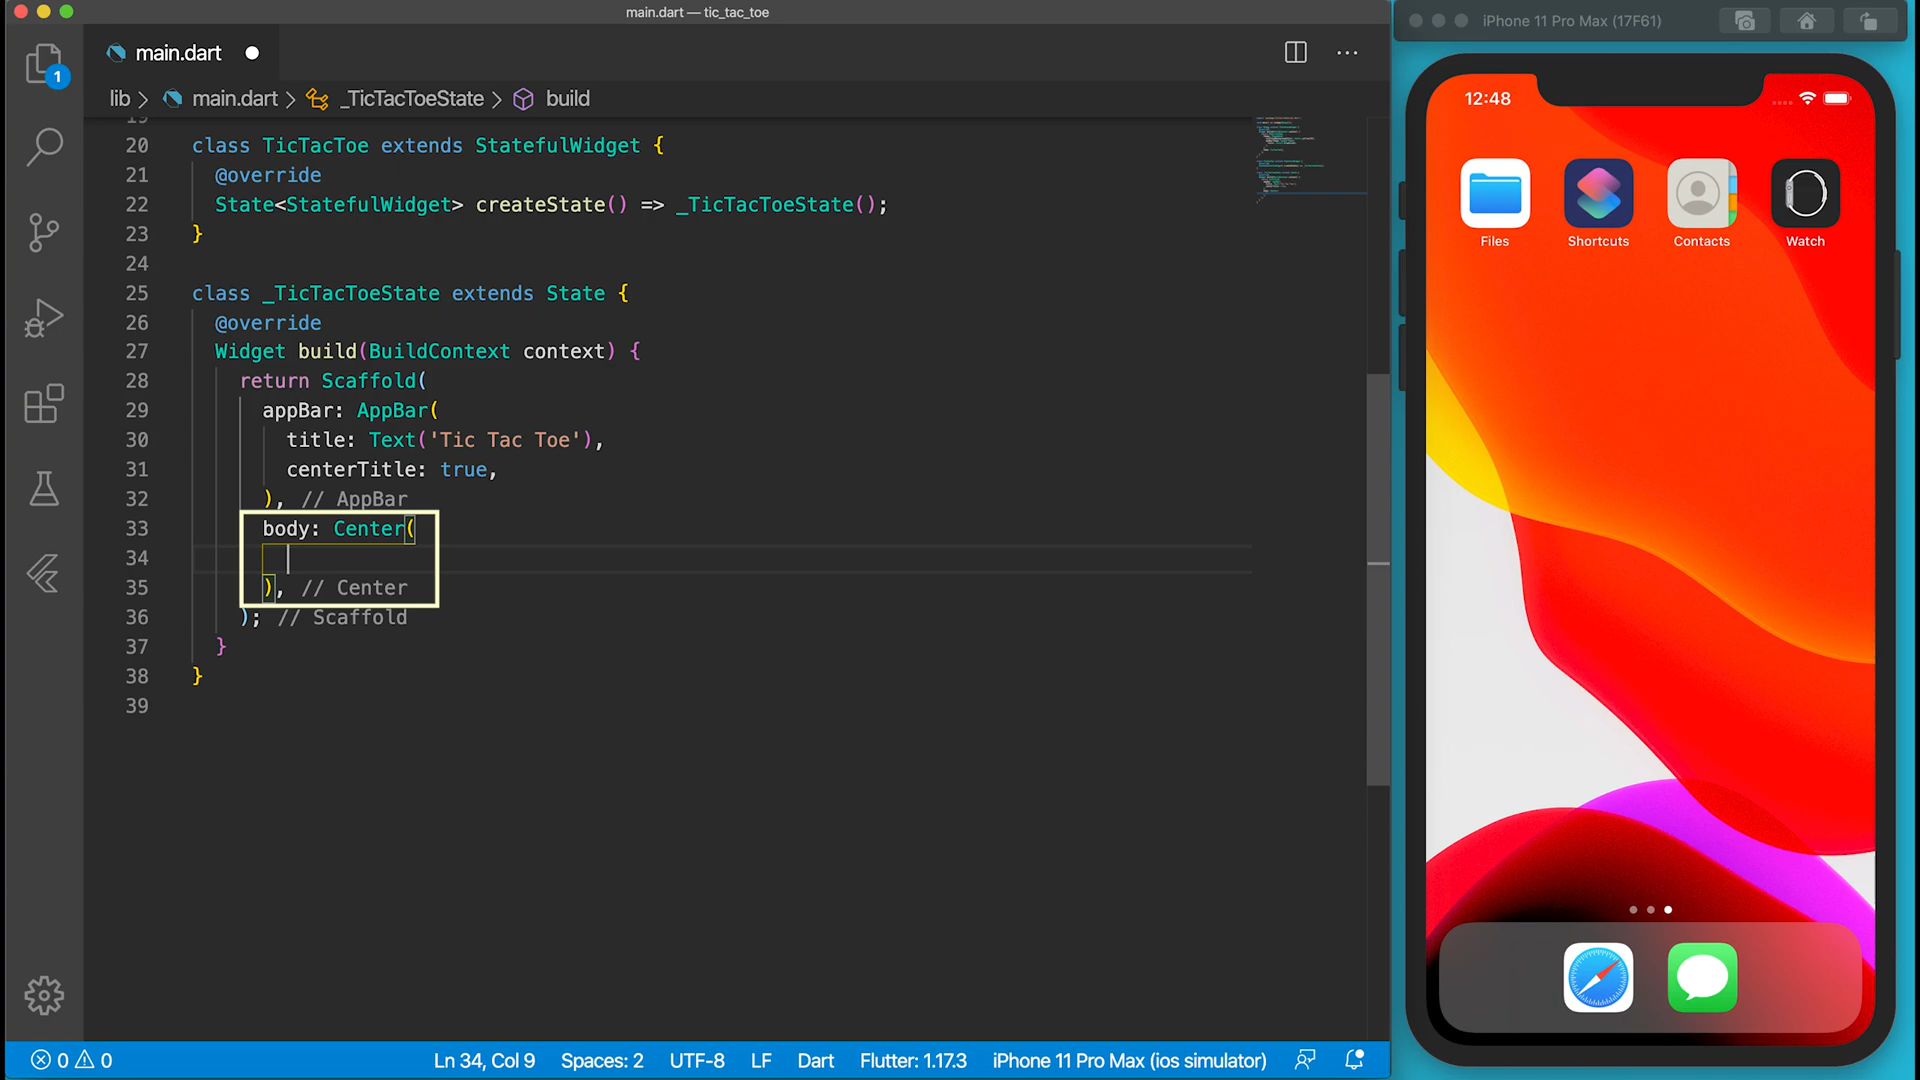 main.dart — tic_tac_toe
main.dart
1
lib > main.dart > _TicTacToeState > build
19
20 class TicTacToe extends StatefulWidget {
21 @override
22 State<StatefulWidget> createState() => _TicTacToeState();
23 }
24
25 class _TicTacToeState extends State {
26 @override
27 Widget build(BuildContext context) {
28 return Scaffold(
29 appBar: AppBar(
30 title: Text('Tic Tac Toe'),
31 centerTitle: true,
32 ), // AppBar
33 body: Center(
34
35 ), // Center
36 ); // Scaffold
37 }
38 }
39
0 0 Ln 34, Col 9 Spaces: 2 UTF-8 LF Dart Flutter: 1.17.3 iPhone 11 Pro Max (ios simulator)
iPhone 11 Pro Max (17F61)
12:48
Files Shortcuts Contacts Watch